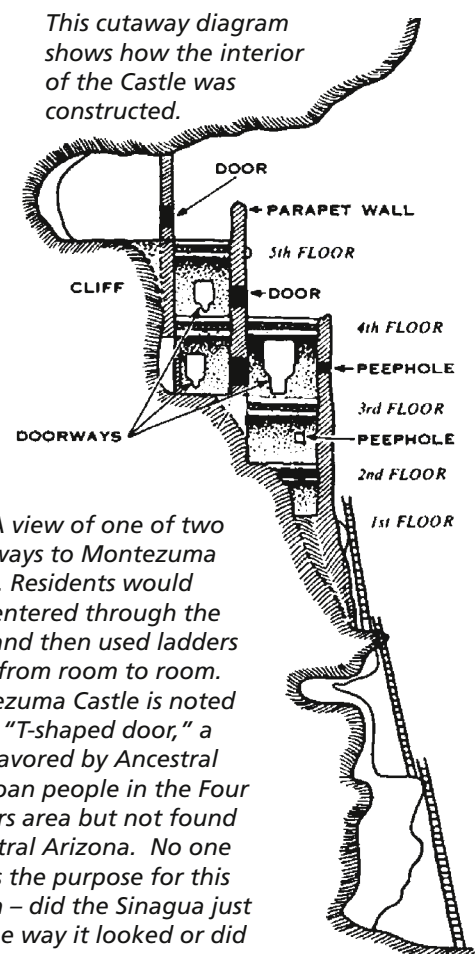 This cutaway diagram
shows how the interior
of the Castle was
constructed.
DOOR
PARAPET WALL
5th FLOOR
CLIFF
DOOR
4th FLOOR
PEEPHOLE
3rd FLOOR
DOORWAYS
PEEPHOLE
2nd FLOOR
1st FLOOR
A view of one of two
ways to Montezuma
. Residents would
entered through the
and then used ladders
from room to room.
ezuma Castle is noted
"T-shaped door," a
avored by Ancestral
oan people in the Four
rs area but not found
tral Arizona. No one
s the purpose for this
– did the Sinagua just
e way it looked or did